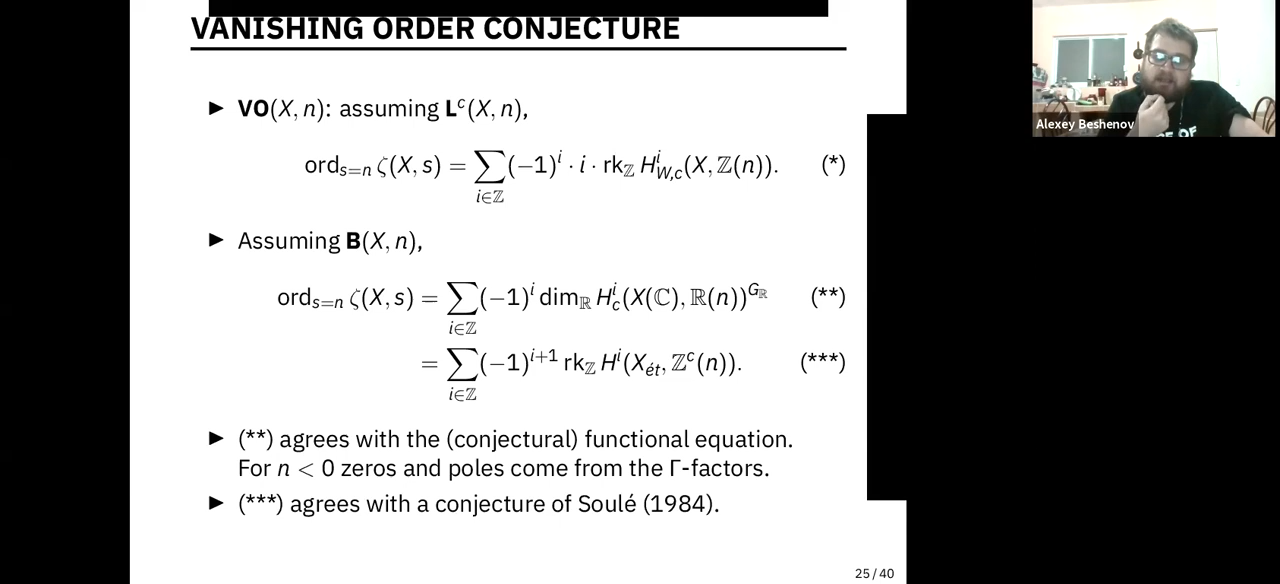 VANISHING ORDER CONJECTURE
▶ VO(X, n): assuming Lᶜ(X, n),
ord_{s=n} ζ(X, s) = ∑_{i∈ℤ} (−1)^i · i · rk_ℤ H^i_{W,c}(X, ℤ(n)). (*)
▶ Assuming B(X, n),
ord_{s=n} ζ(X, s) = ∑_{i∈ℤ} (−1)^i dim_ℝ H^i_c(X(ℂ), ℝ(n))^{G_ℝ} (**)
= ∑_{i∈ℤ} (−1)^{i+1} rk_ℤ H^i(X_{ét}, ℤ^c(n)). (***)
▶ (**) agrees with the (conjectural) functional equation.
For n < 0 zeros and poles come from the Γ-factors.
▶ (***) agrees with a conjecture of Soulé (1984).
25 / 40
Alexey Beshenov
OF